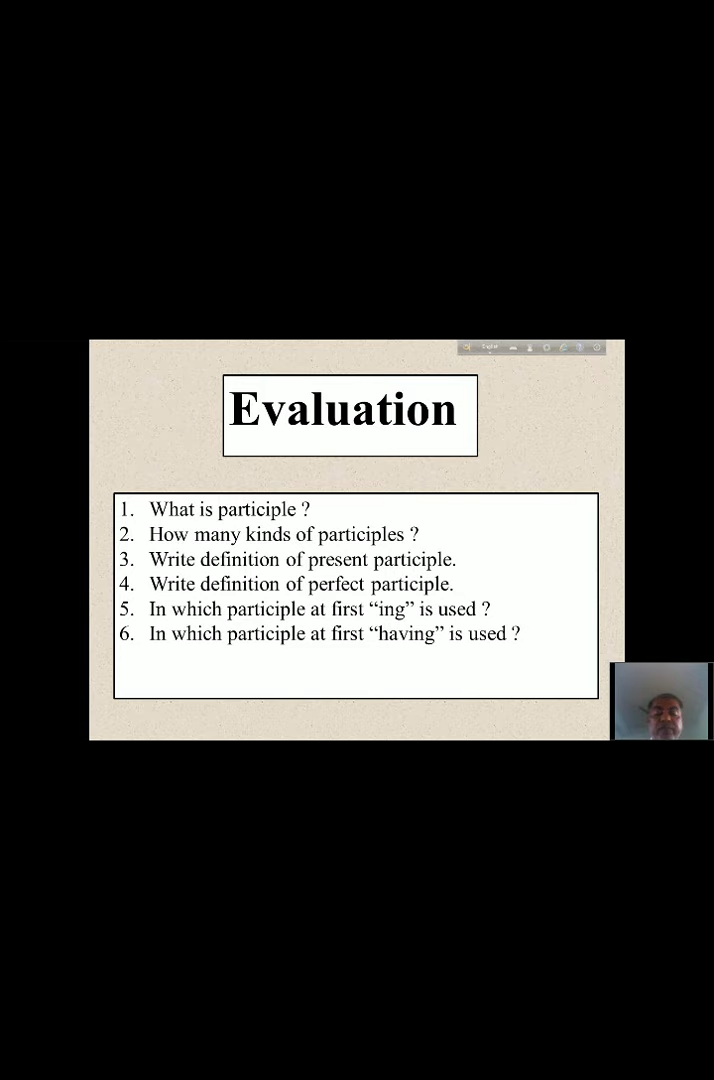 Evaluation
1. What is participle ?
2. How many kinds of participles ?
3. Write definition of present participle.
4. Write definition of perfect participle.
5. In which participle at first “ing” is used ?
6. In which participle at first “having” is used ?